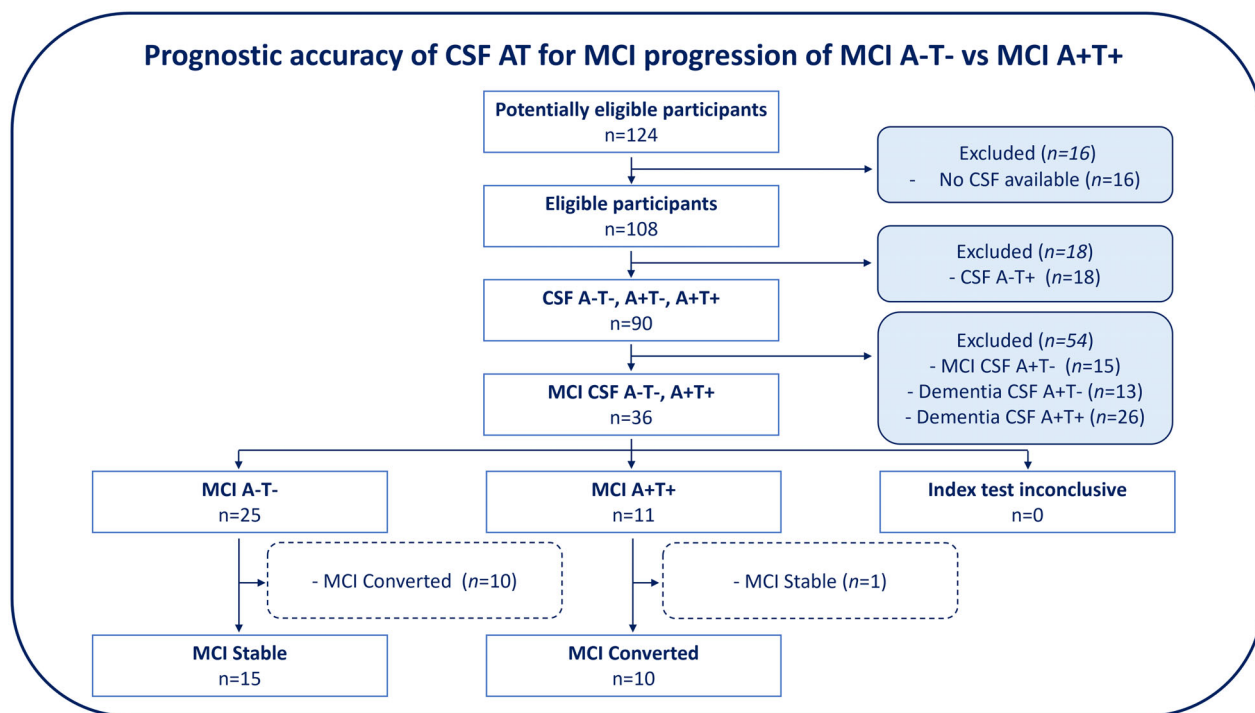 Prognostic accuracy of CSF AT for MCI progression of MCI A-T- vs MCI A+T+
Potentially eligible participants
n=124
Excluded (n=16)
- No CSF available (n=16)
Eligible participants
n=108
Excluded (n=18)
- CSF A-T+ (n=18)
CSF A-T-, A+T-, A+T+
n=90
Excluded (n=54)
- MCI CSF A+T- (n=15)
- Dementia CSF A+T- (n=13)
- Dementia CSF A+T+ (n=26)
MCI CSF A-T-, A+T+
n=36
MCI A-T-
n=25
MCI A+T+
n=11
Index test inconclusive
n=0
- MCI Converted (n=10)
- MCI Stable (n=1)
MCI Stable
n=15
MCI Converted
n=10